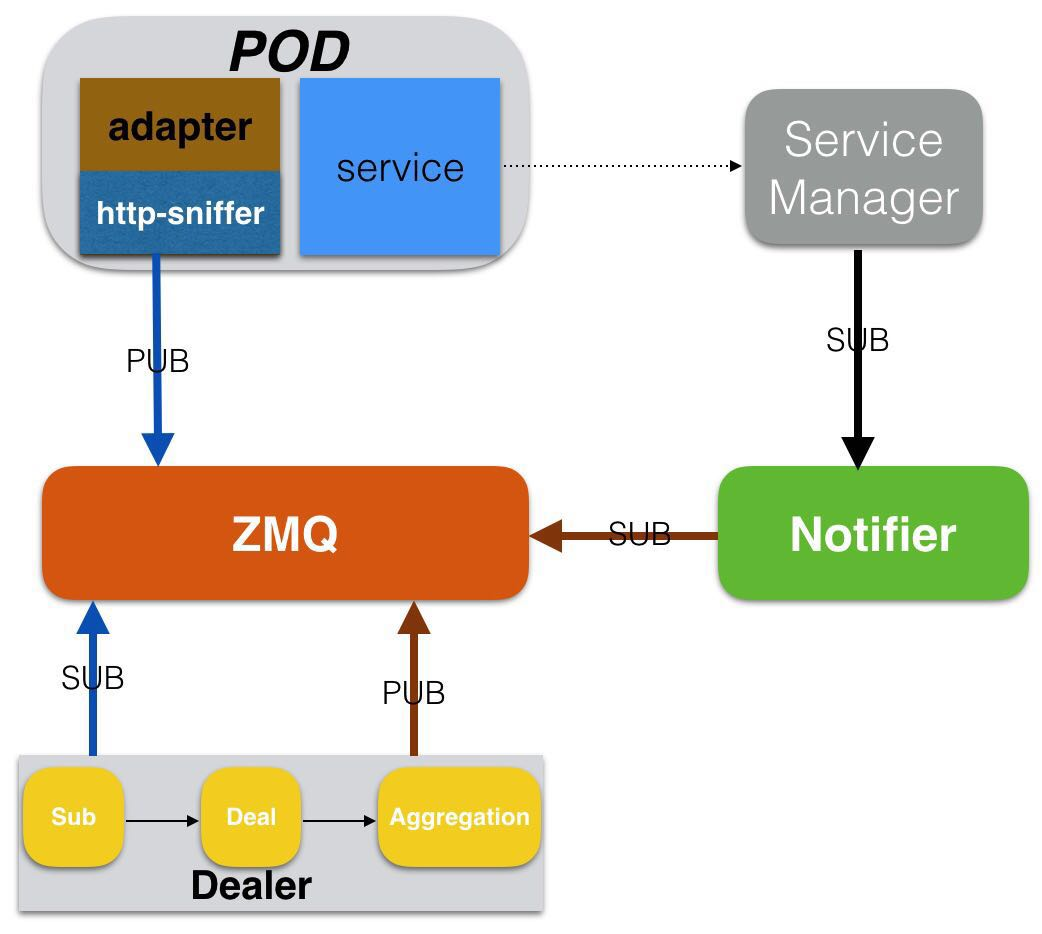 POD
adapter
http-sniffer
service
Service
Manager
PUB
SUB
ZMQ
SUB
Notifier
SUB
PUB
Sub
Deal
Aggregation
Dealer